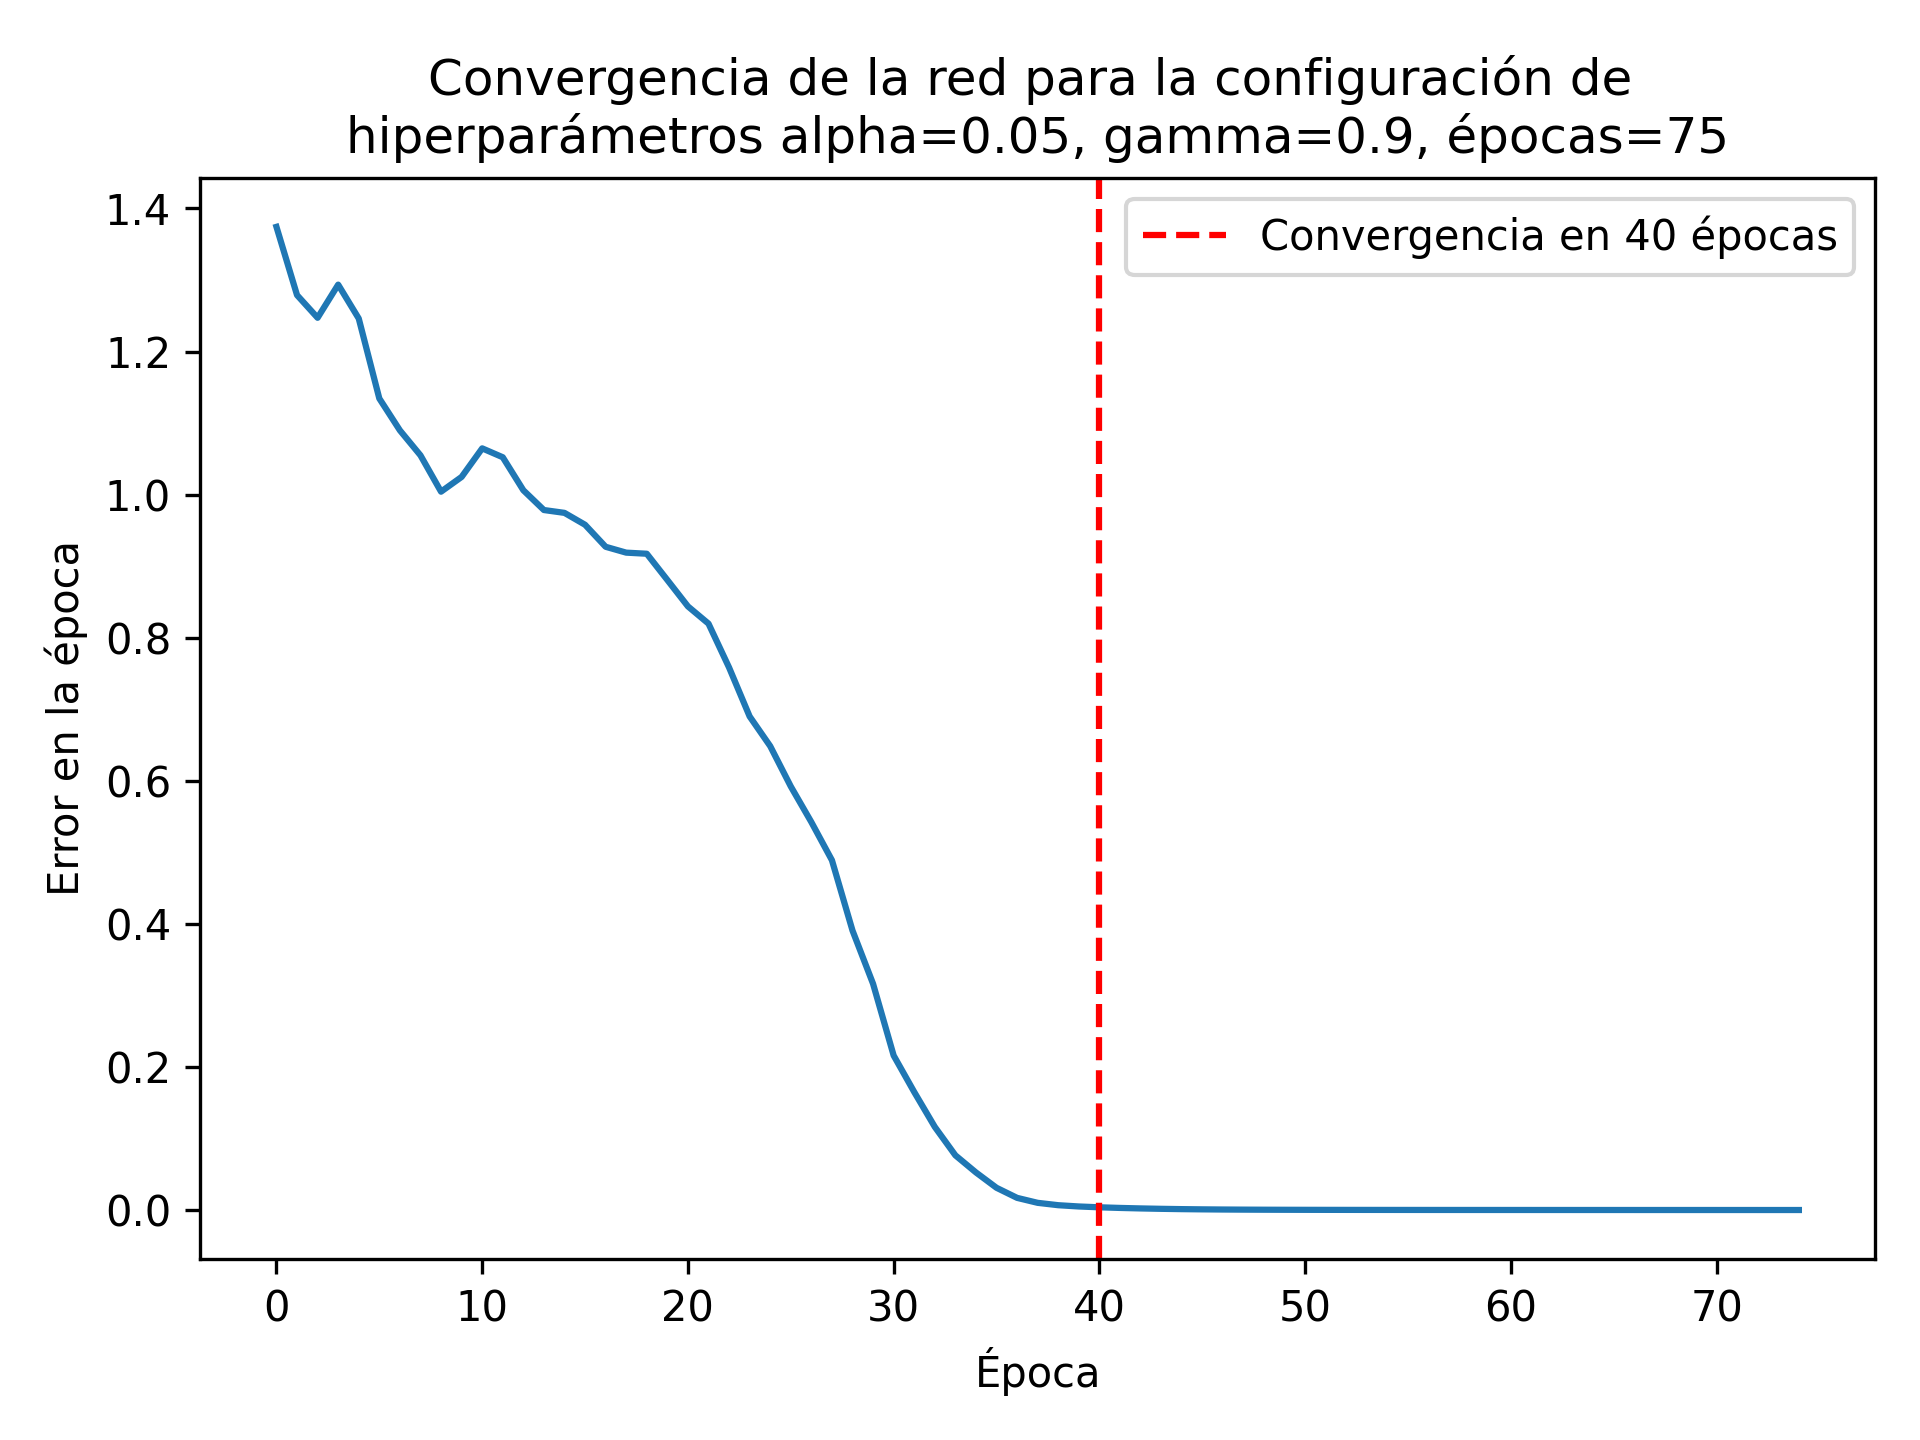 Convergencia de la red para la configuración de
hiperparámetros alpha=0.05, gamma=0.9, épocas=75
Convergencia en 40 épocas
Error en la época
1.4
1.2
1.0
0.8
0.6
0.4
0.2
0.0
0 10 20 30 40 50 60 70
Época